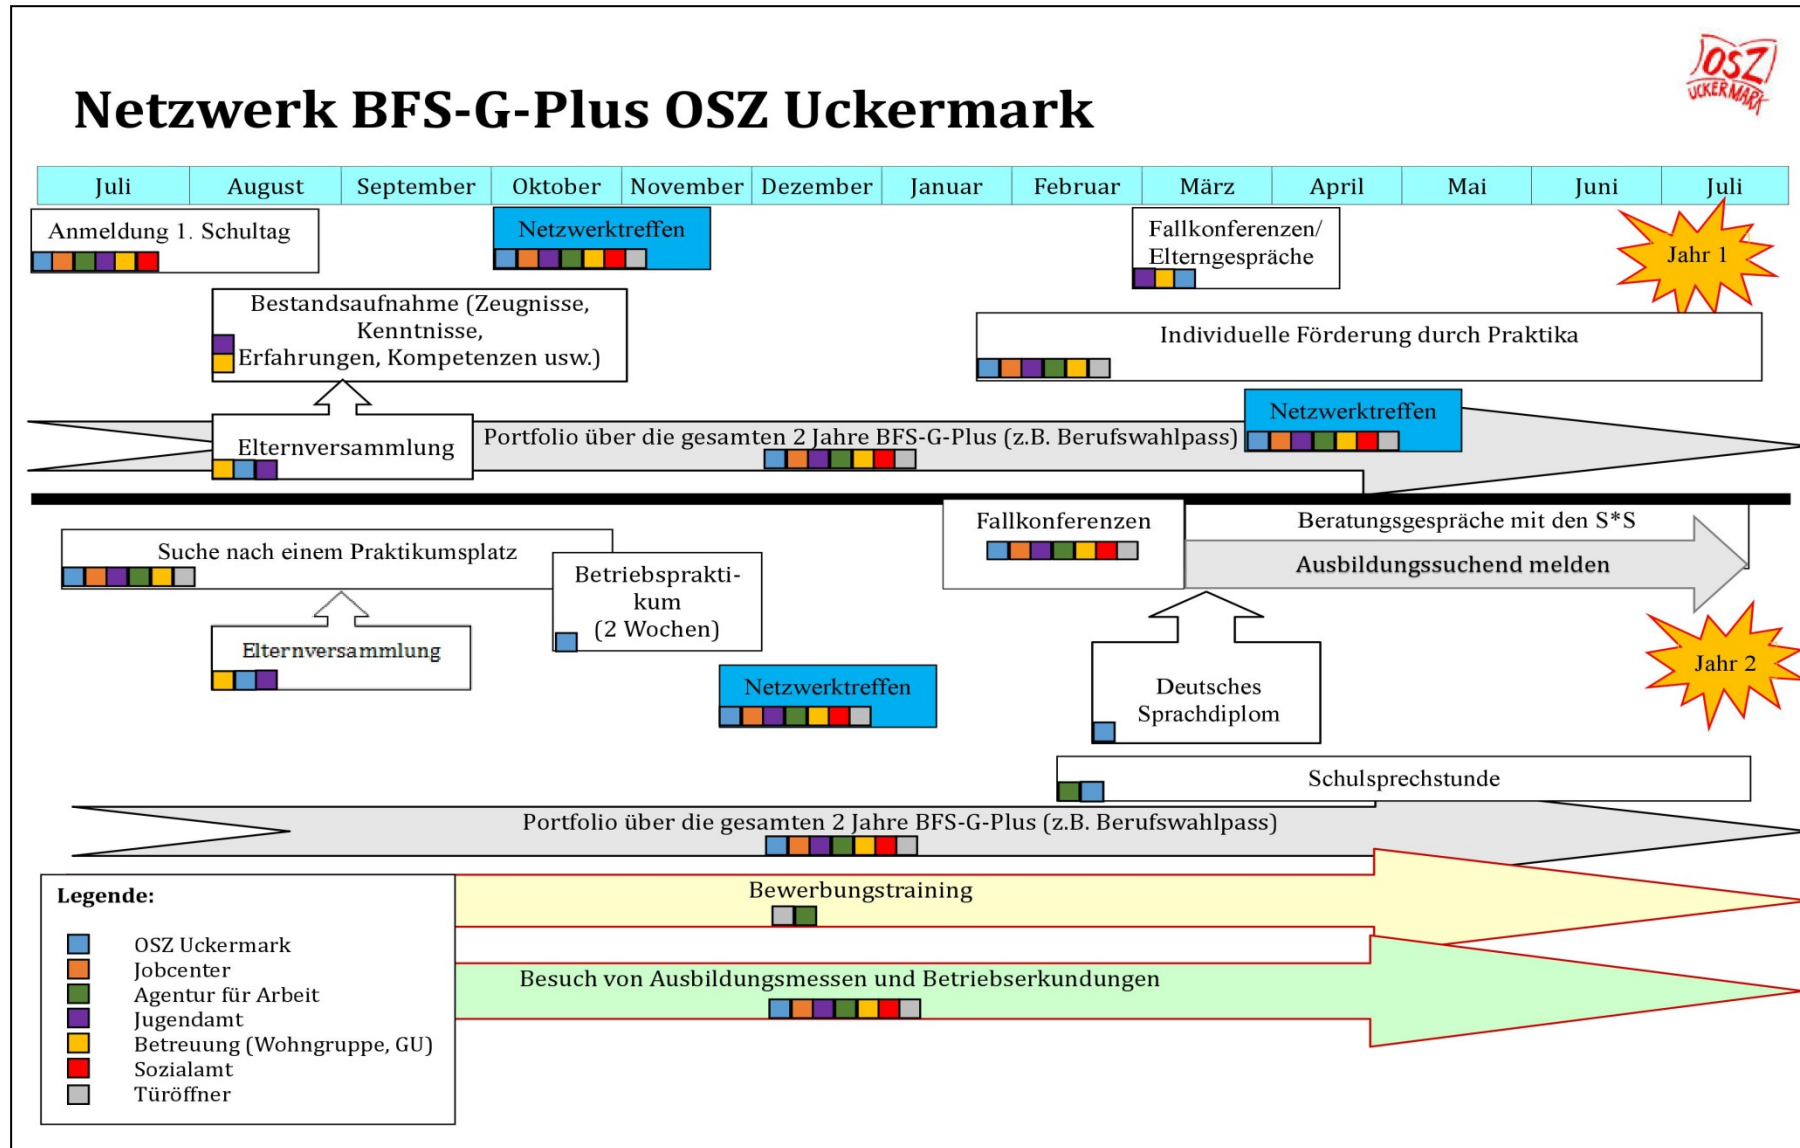 OSZ
UCKERMARK
Netzwerk BFS-G-Plus OSZ Uckermark
Juli August September Oktober November Dezember Januar Februar März April Mai Juni Juli
Anmeldung 1. Schultag
Netzwerktreffen
Fallkonferenzen/
Elterngespräche
Jahr 1
Bestandsaufnahme (Zeugnisse,
Kenntnisse,
Erfahrungen, Kompetenzen usw.)
Individuelle Förderung durch Praktika
Netzwerktreffen
Elternversammlung
Portfolio über die gesamten 2 Jahre BFS-G-Plus (z.B. Berufswahlpass)
Fallkonferenzen
Beratungsgespräche mit den S*S
Ausbildungssuchend melden
Suche nach einem Praktikumsplatz
Betriebsprakti-
kum
(2 Wochen)
Elternversammlung
Netzwerktreffen
Deutsches
Sprachdiplom
Jahr 2
Schulsprechstunde
Portfolio über die gesamten 2 Jahre BFS-G-Plus (z.B. Berufswahlpass)
Bewerbungstraining
Besuch von Ausbildungsmessen und Betriebserkundungen
Legende:
OSZ Uckermark
Jobcenter
Agentur für Arbeit
Jugendamt
Betreuung (Wohngruppe, GU)
Sozialamt
Türöffner